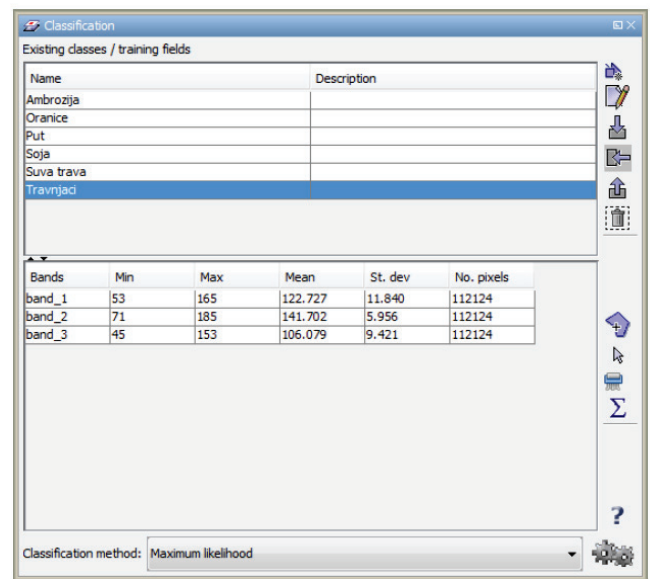 Classification
Existing classes / training fields
Name Description
Ambrozija
Oranice
Put
Soja
Suva trava
Travnjaci
Bands Min Max Mean St. dev No. pixels
band_1 53 165 122.727 11.840 112124
band_2 71 185 141.702 5.956 112124
band_3 45 153 106.079 9.421 112124
Σ
?
Classification method: Maximum likelihood